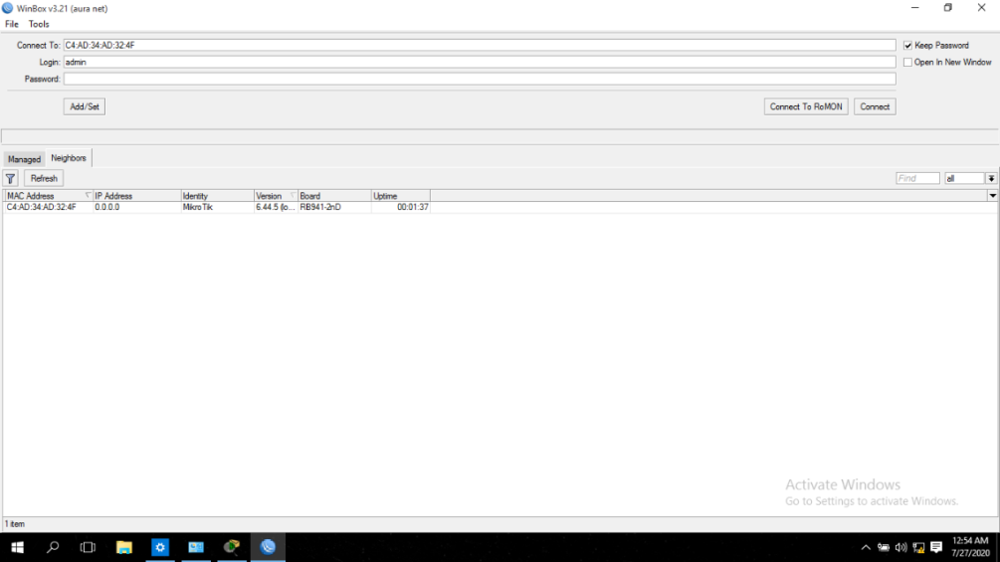 WinBox v3.21 (aura net)
File Tools
Connect To: C4:AD:34:AD:32:4F
Keep Password
Login: admin
Open In New Window
Password:
Add/Set
Connect To RoMON Connect
Managed Neighbors
Refresh
Find all
MAC Address IP Address Identity Version Board Uptime
C4:AD:34:AD:32:4F 0.0.0.0 MikroTik 6.44.5 (lo... RB941-2nD 00:01:37
Activate Windows
Go to Settings to activate Windows.
1 item
12:54 AM
7/27/2020